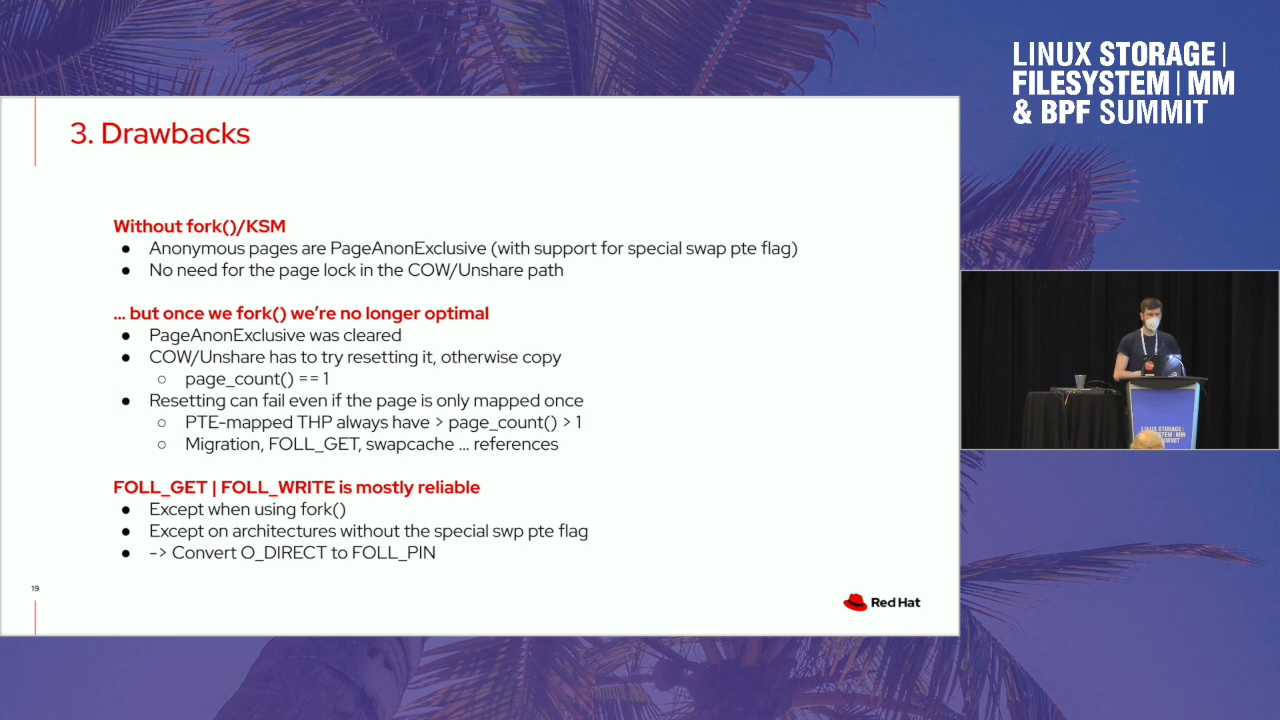 LINUX STORAGE |
FILESYSTEM | MM
& BPF SUMMIT
3. Drawbacks
Without fork()/KSM
● Anonymous pages are PageAnonExclusive (with support for special swap pte flag)
● No need for the page lock in the COW/Unshare path
… but once we fork() we’re no longer optimal
● PageAnonExclusive was cleared
● COW/Unshare has to try resetting it, otherwise copy
○ page_count() == 1
● Resetting can fail even if the page is only mapped once
○ PTE-mapped THP always have > page_count() > 1
○ Migration, FOLL_GET, swapcache … references
FOLL_GET | FOLL_WRITE is mostly reliable
● Except when using fork()
● Except on architectures without the special swp pte flag
● -> Convert O_DIRECT to FOLL_PIN
19
Red Hat
LINUX STORAGE |